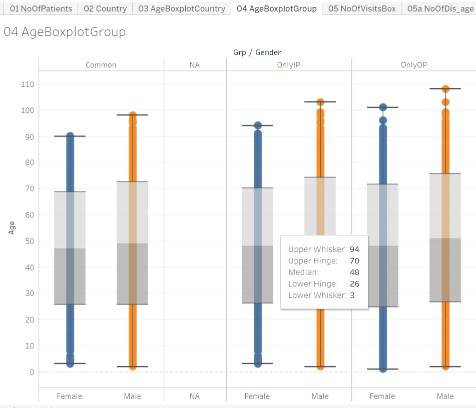 01 NoOfPatients 02 Country 03 AgeBoxplotCountry 04 AgeBoxplotGroup 05 NoOfVisitsBox 05a NoOfDis_age
04 AgeBoxplotGroup
Grp / Gender
Common NA OnlyIP OnlyOP
110
100
90
80
70
60
50
40
30
20
10
0
Age
Upper Whisker: 94
Upper Hinge: 70
Median: 48
Lower Hinge: 26
Lower Whisker: 3
Female Male NA Female Male Female Male